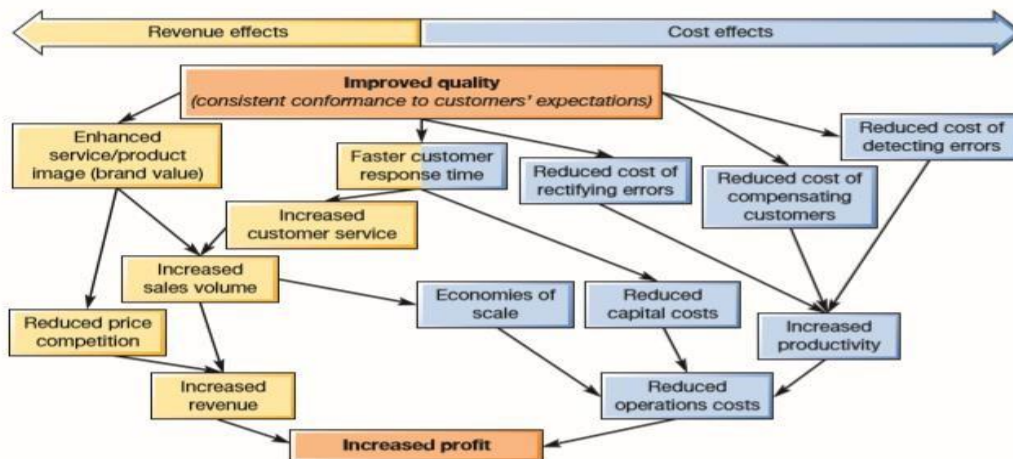 Revenue effects
Cost effects
Improved quality
(consistent conformance to customers' expectations)
Enhanced
service/product
image (brand value)
Faster customer
response time
Reduced cost of
rectifying errors
Reduced cost of
compensating
customers
Reduced cost of
detecting errors
Increased
customer service
Increased
sales volume
Economies of
scale
Reduced
capital costs
Increased
productivity
Reduced price
competition
Increased
revenue
Reduced
operations costs
Increased profit